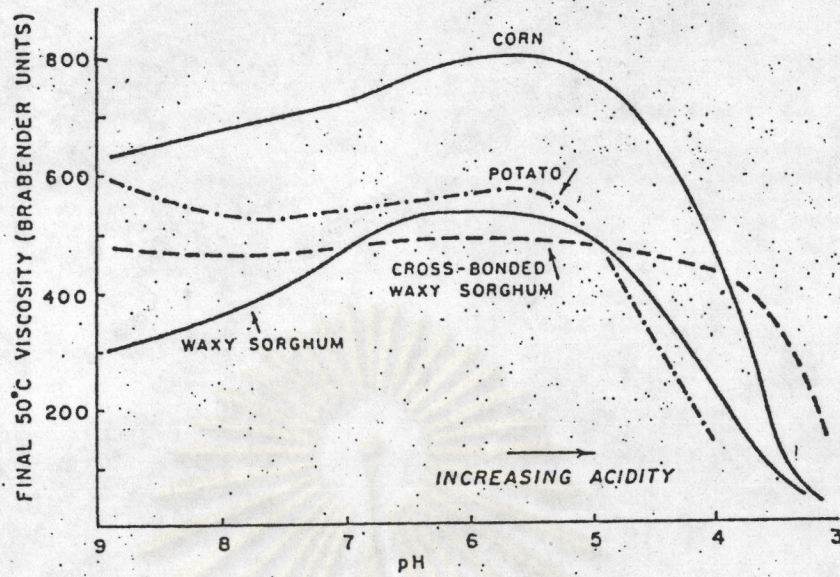 FINAL 50°C VISCOSITY (BRABENDER UNITS)
800
600
400
200
CORN
POTATO
CROSS-BONDED
WAXY SORGHUM
WAXY SORGHUM
INCREASING ACIDITY
9 8 7 6 5 4 3
pH